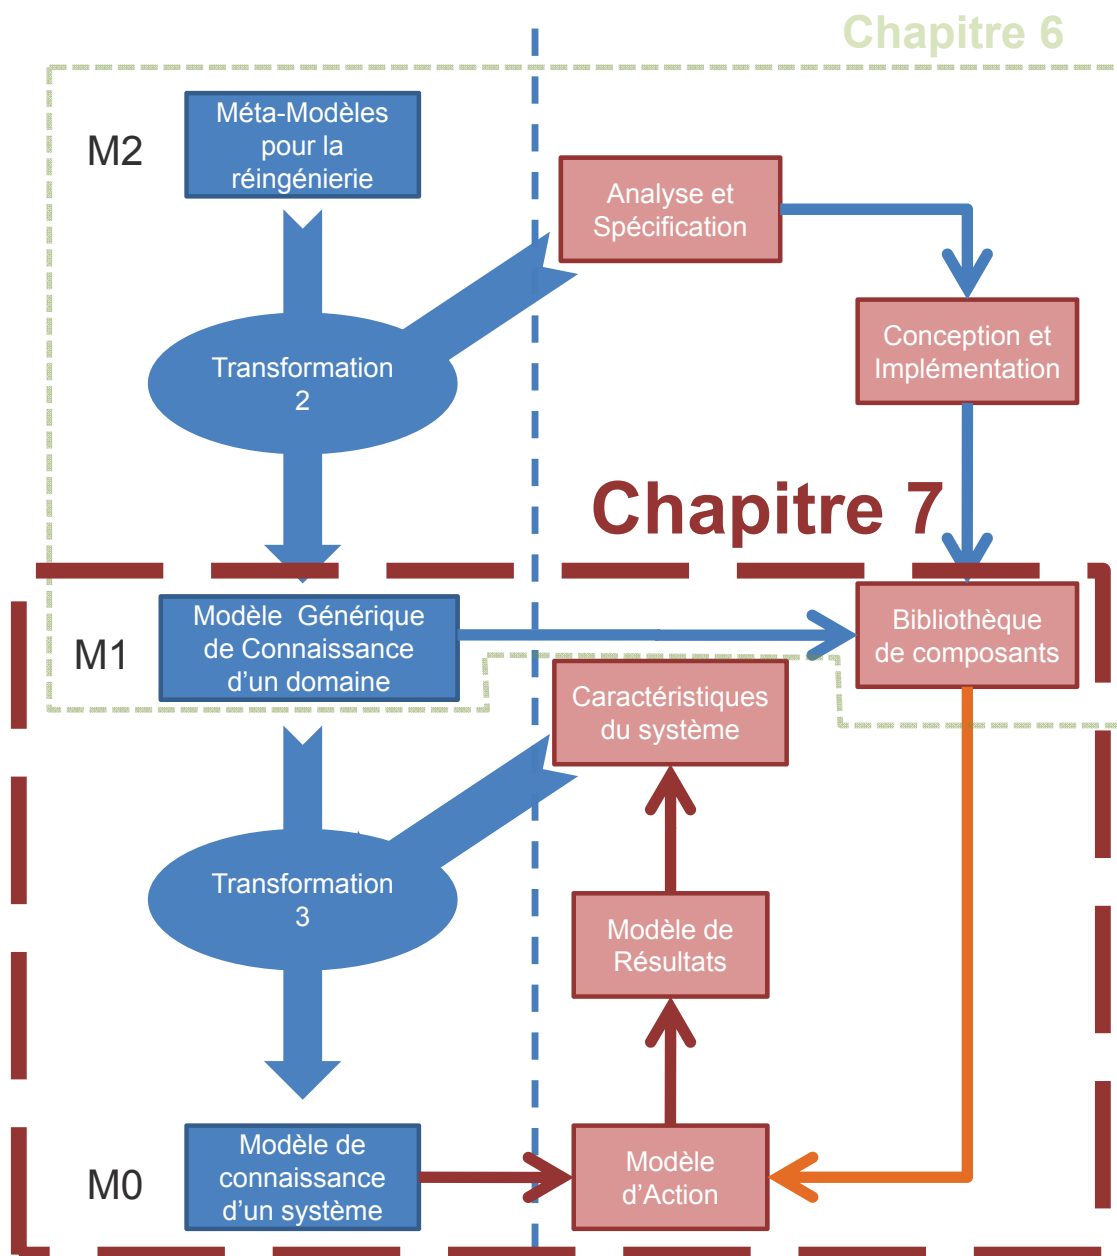 Chapitre 6
M2
Méta-Modèles
pour la
réingénierie
Analyse et
Spécification
Conception et
Implémentation
Transformation
2
Chapitre 7
M1
Modèle Générique
de Connaissance
d'un domaine
Bibliothèque
de composants
Caractéristiques
du système
Transformation
3
Modèle de
Résultats
M0
Modèle de
connaissance
d'un système
Modèle
d'Action